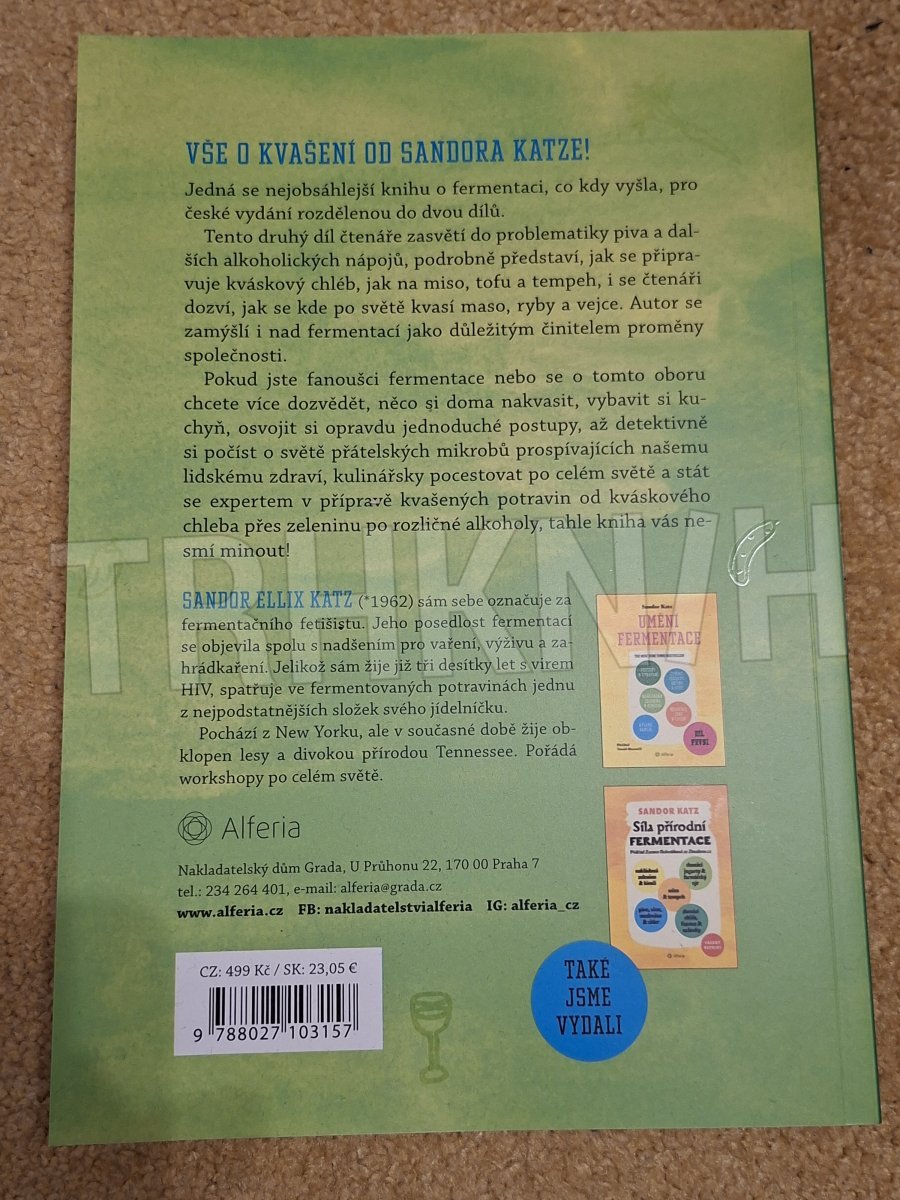 VŠE O KVAŠENÍ OD SANDORA KATZE!
Jedná se nejobsáhlejší knihu o fermentaci, co kdy vyšla, pro
české vydání rozdělenou do dvou dílů.
Tento druhý díl čtenáře zasvětí do problematiky piva a dal-
ších alkoholických nápojů, podrobně představí, jak se připra-
vuje kváskový chléb, jak na miso, tofu a tempeh, i se čtenáři
dozví, jak se kde po světě kvasí maso, ryby a vejce. Autor se
zamýšlí i nad fermentací jako důležitým činitelem proměny
společnosti.
Pokud jste fanoušci fermentace nebo se o tomto oboru
chcete více dozvědět, něco si doma nakvasit, vybavit si ku-
chyň, osvojit si opravdu jednoduché postupy, až detektivně
si počíst o světě přátelských mikrobů prospívajících našemu
lidskému zdraví, kulinářsky pocestovat po celém světě a stát
se expertem v přípravě kvašených potravin od kváskového
chleba přes zeleninu po rozličné alkoholy, tahle kniha vás ne-
smí minout!
TRHKNIH
SANDOR ELLIX KATZ (*1962) sám sebe označuje za
fermentačního fetišistu. Jeho posedlost fermentací
se objevila spolu s nadšením pro vaření, výživu a za-
hrádkaření. Jelikož sám žije již tři desítky let s virem
HIV, spatřuje ve fermentovaných potravinách jednu
z nejpodstatnějších složek svého jídelníčku.
Pochází z New Yorku, ale v současné době žije ob-
klopen lesy a divokou přírodou Tennessee. Pořádá
workshopy po celém světě.
Sandor Katz
UMĚNÍ
FERMENTACE
DÍL
PRVNÍ
Alferia
SANDOR KATZ
Síla přírodní
FERMENTACE
Alferia
Alferia
Nakladatelský dům Grada, U Průhonu 22, 170 00 Praha 7
tel.: 234 264 401, e-mail: alferia@grada.cz
www.alferia.cz FB: nakladatelstvialferia IG: alferia_cz
CZ: 499 Kč / SK: 23,05 €
9 788027 103157
TAKÉ
JSME
VYDALI